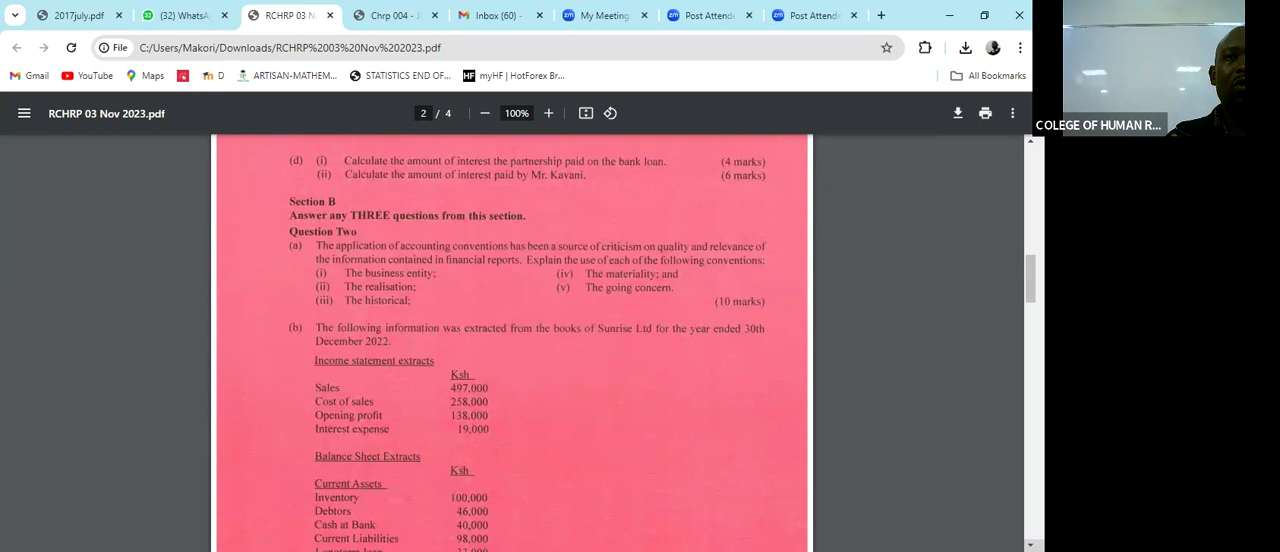 2017july.pdf
(32) WhatsA
RCHRP 03 N
Chrp 004 - J
Inbox (60) -
My Meeting
Post Attende
Post Attende
File
C:/Users/Makori/Downloads/RCHRP%2003%20Nov%202023.pdf
Gmail
YouTube
Maps
D
ARTISAN-MATHEM...
STATISTICS END OF...
myHF | HotForex Br...
All Bookmarks
COLEGE OF HUMAN R...
RCHRP 03 Nov 2023.pdf
2 / 4
100%
(d) (i) Calculate the amount of interest the partnership paid on the bank loan. (4 marks)
(ii) Calculate the amount of interest paid by Mr. Kavani. (6 marks)
Section B
Answer any THREE questions from this section.
Question Two
(a) The application of accounting conventions has been a source of criticism on quality and relevance of
the information contained in financial reports. Explain the use of each of the following conventions:
(i) The business entity; (iv) The materiality; and
(ii) The realisation; (v) The going concern.
(iii) The historical; (10 marks)
(b) The following information was extracted from the books of Sunrise Ltd for the year ended 30th
December 2022.
Income statement extracts
Ksh
Sales 497,000
Cost of sales 258,000
Opening profit 138,000
Interest expense 19,000
Balance Sheet Extracts
Ksh
Current Assets
Inventory 100,000
Debtors 46,000
Cash at Bank 40,000
Current Liabilities 98,000